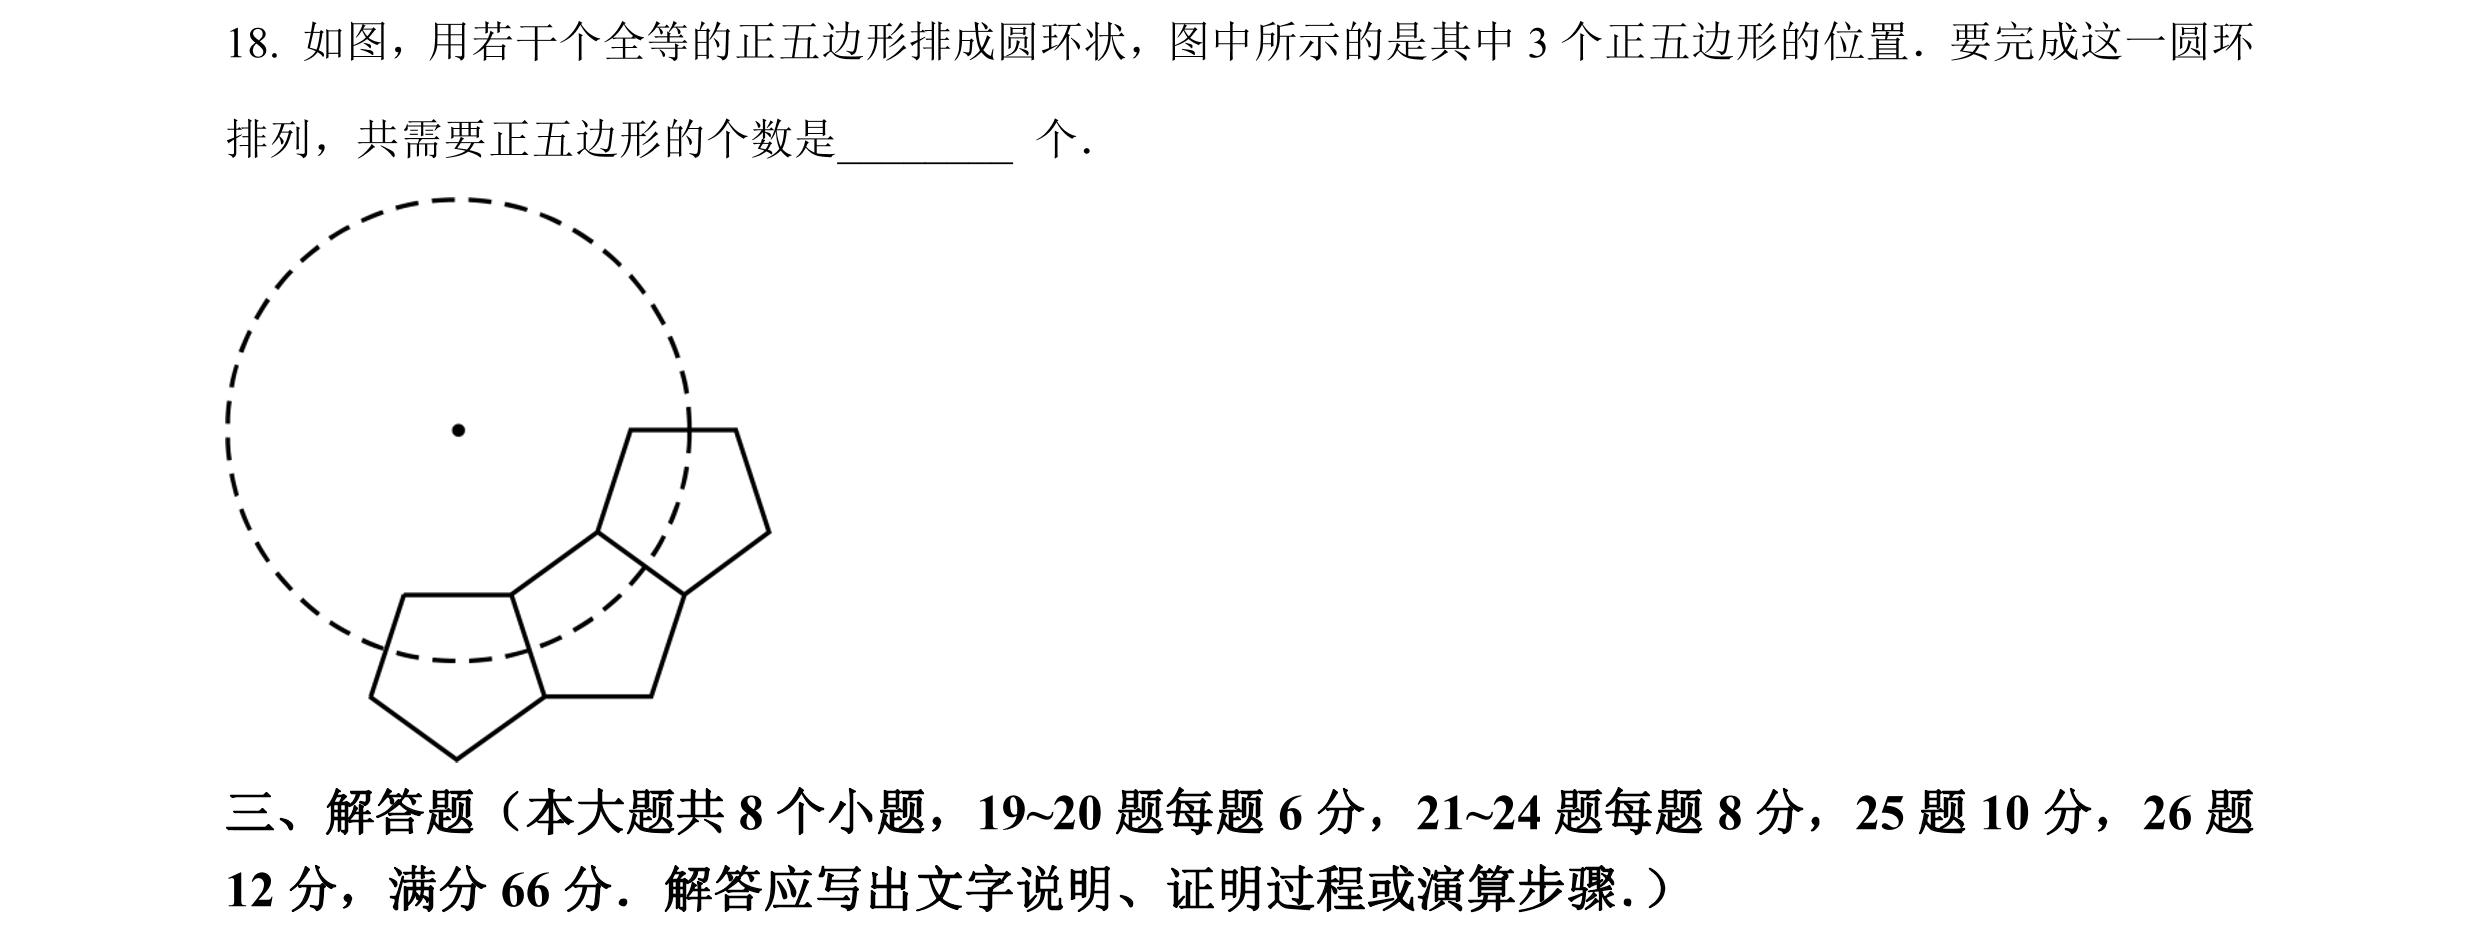 18. 如图，用若干个全等的正五边形排成圆环状，图中所示的是其中 3 个正五边形的位置．要完成这一圆环
排列，共需要正五边形的个数是________ 个．
三、解答题（本大题共 8 个小题，19~20 题每题 6 分，21~24 题每题 8 分，25 题 10 分，26 题
12 分，满分 66 分．解答应写出文字说明、证明过程或演算步骤.）